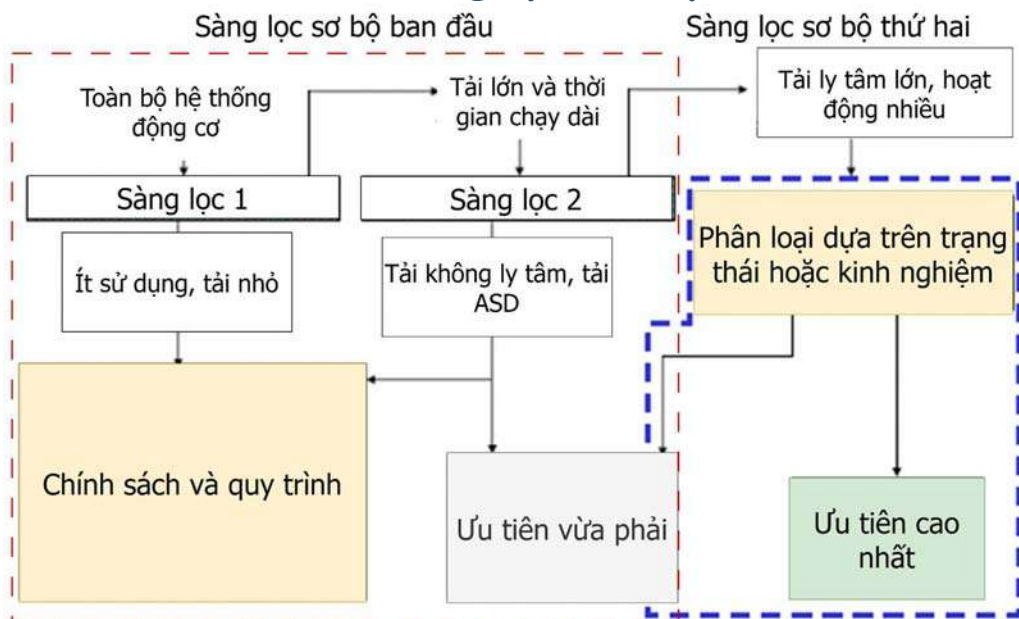 Sàng lọc sơ bộ ban đầu
Sàng lọc sơ bộ thứ hai
Toàn bộ hệ thống
động cơ
Tải lớn và thời
gian chạy dài
Tải ly tâm lớn, hoạt
động nhiều
Sàng lọc 1
Sàng lọc 2
Phân loại dựa trên trạng
thái hoặc kinh nghiệm
Ít sử dụng, tải nhỏ
Tải không ly tâm, tải
ASD
Chính sách và quy trình
Ưu tiên vừa phải
Ưu tiên cao
nhất